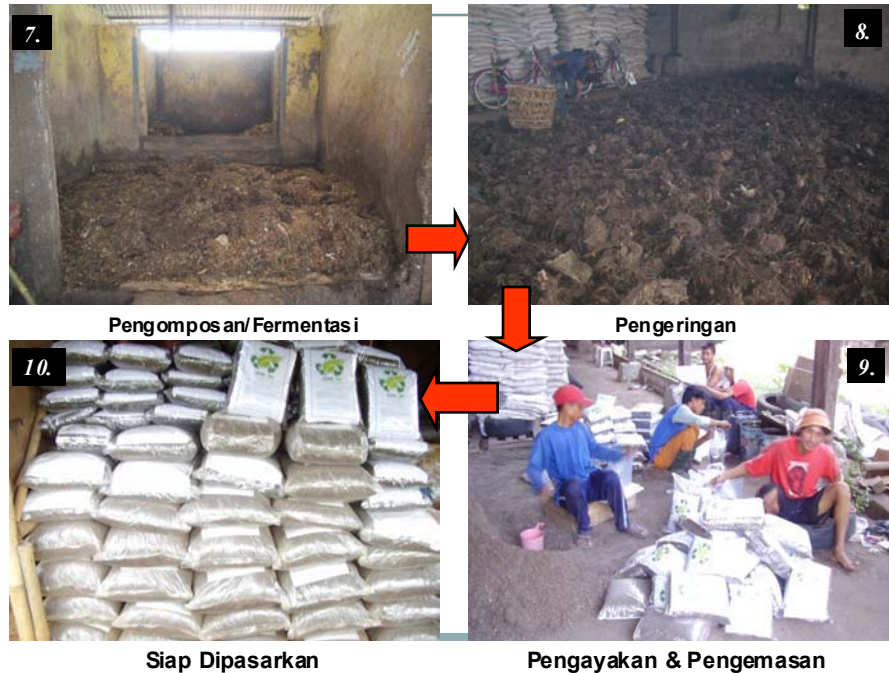 7.
8.
Pengomposan/Fermentasi
Pengeringan
10.
9.
Siap Dipasarkan
Pengayakan & Pengemasan